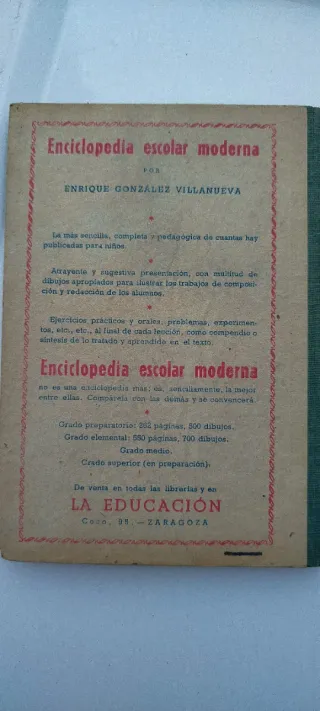 Enciclopedia escolar moderna
POR
ENRIQUE GONZÁLEZ VILLANUEVA
La más sencilla, completa y pedagógica de cuantas hay
publicadas para niños.
Atrayente y sugestiva presentación, con multitud de
dibujos apropiados para ilustrar los trabajos de composi-
ción y redacción de los alumnos.
Ejercicios prácticos y orales, problemas, experimen-
tos, etc., etc., al final de cada lección, como compendio o
síntesis de lo tratado y aprendido en el texto.
Enciclopedia escolar moderna
no es una enciclopedia más; es, sencillamente, la mejor
entre ellas. Compárela con las demás y se convencerá.
Grado preparatorio: 382 páginas, 500 dibujos.
Grado elemental: 550 páginas, 700 dibujos.
Grado medio.
Grado superior (en preparación).
De venta en todas las librerías y en
LA EDUCACIÓN
Coso, 98.—ZARAGOZA